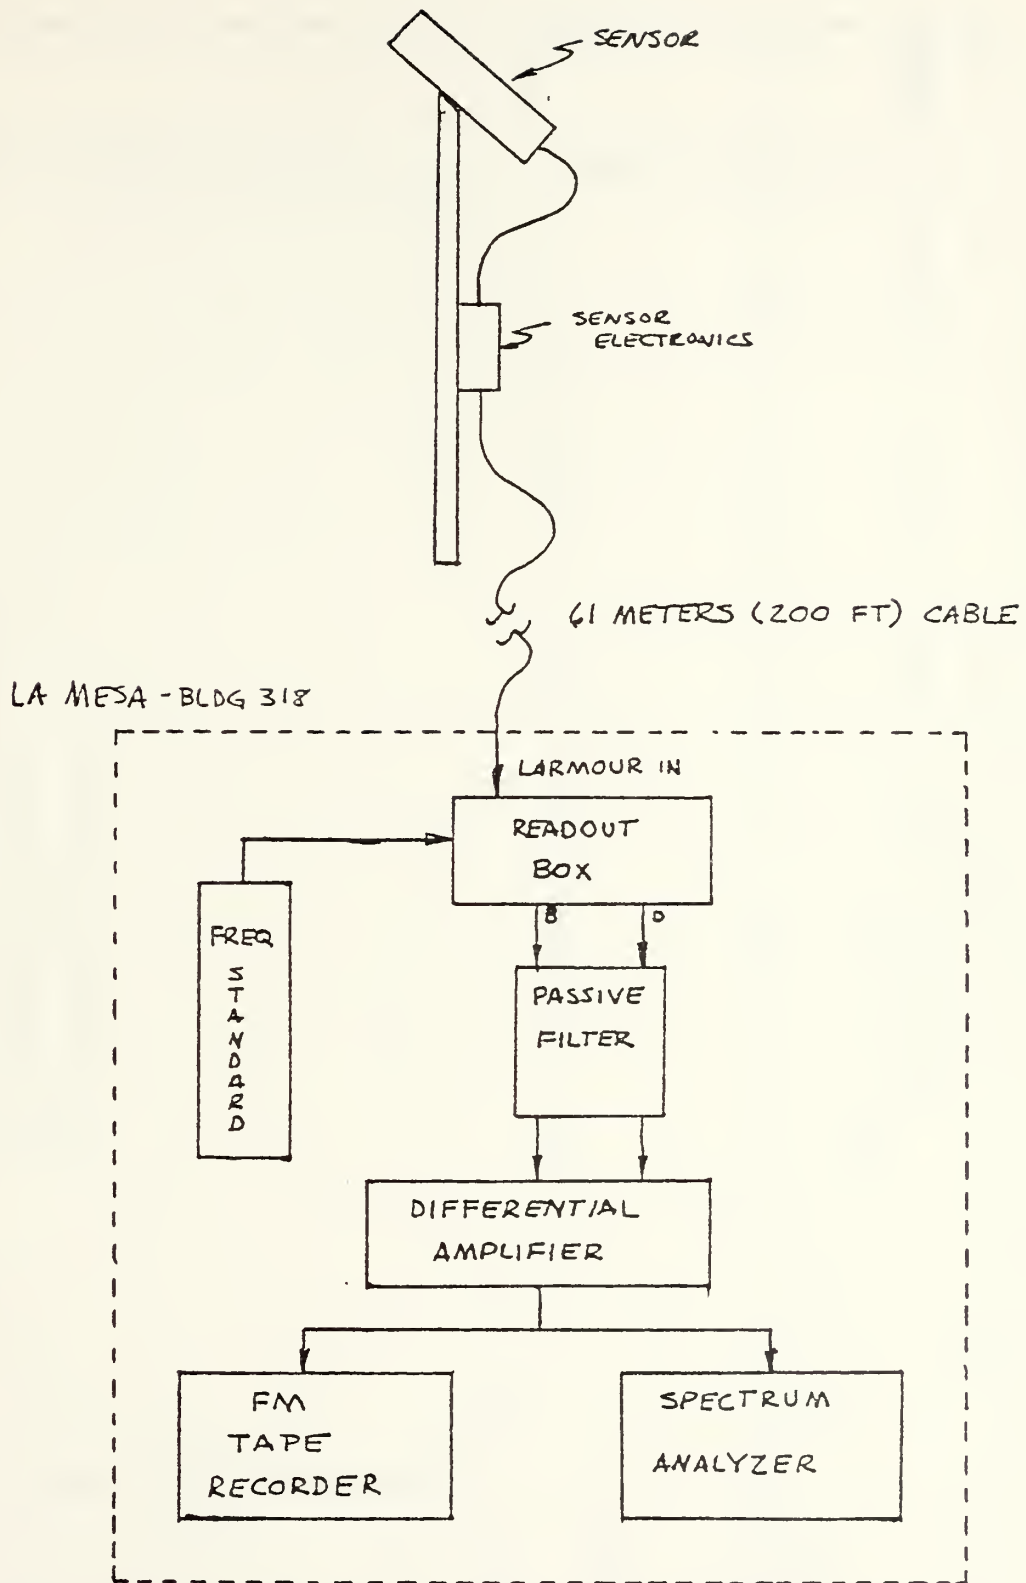 SENSOR
SENSOR
ELECTRONICS
61 METERS (200 FT) CABLE
LA MESA - BLDG 318
LARMOUR IN
READOUT
BOX
FREQ
STANDARD
D
PASSIVE
FILTER
DIFFERENTIAL
AMPLIFIER
FM
TAPE
RECORDER
SPECTRUM
ANALYZER